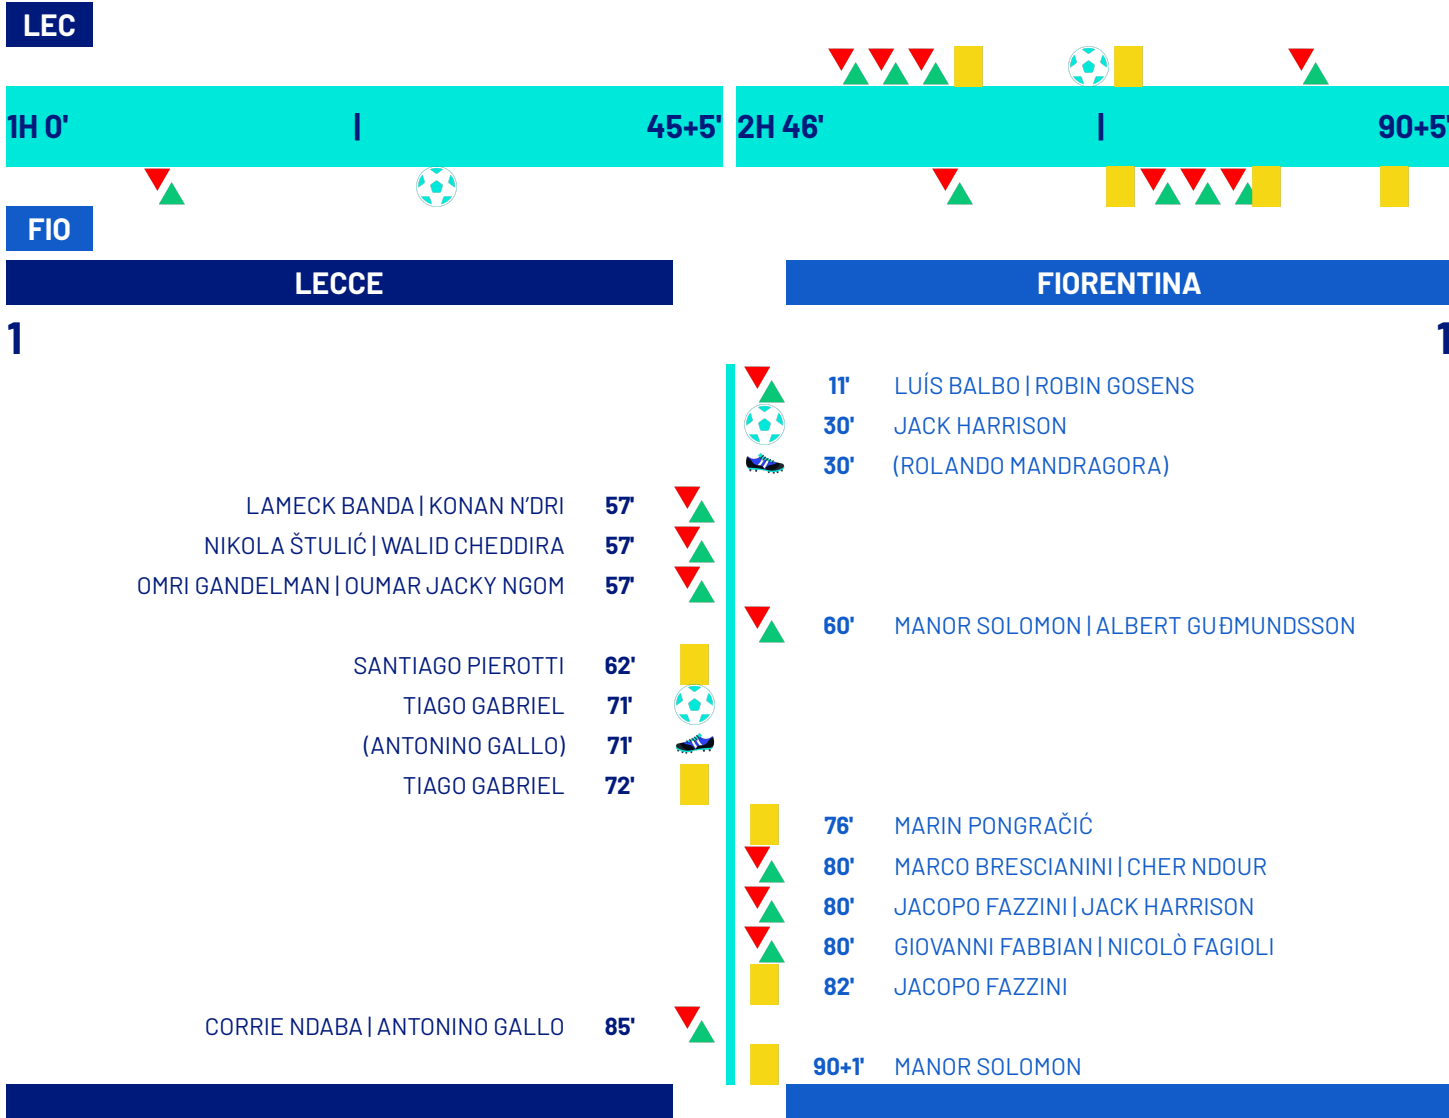 LEC
1H 0' | 45+5' 2H 46' | 90+5'
FIO
LECCE FIORENTINA
1 1
11' LUÍS BALBO | ROBIN GOSENS
30' JACK HARRISON
30' (ROLANDO MANDRAGORA)
LAMECK BANDA | KONAN N’DRI 57'
NIKOLA ŠTULIĆ | WALID CHEDDIRA 57'
OMRI GANDELMAN | OUMAR JACKY NGOM 57'
60' MANOR SOLOMON | ALBERT GUÐMUNDSSON
SANTIAGO PIEROTTI 62'
TIAGO GABRIEL 71'
(ANTONINO GALLO) 71'
TIAGO GABRIEL 72'
76' MARIN PONGRAČIĆ
80' MARCO BRESCIANINI | CHER NDOUR
80' JACOPO FAZZINI | JACK HARRISON
80' GIOVANNI FABBIAN | NICOLÒ FAGIOLI
82' JACOPO FAZZINI
CORRIE NDABA | ANTONINO GALLO 85'
90+1' MANOR SOLOMON